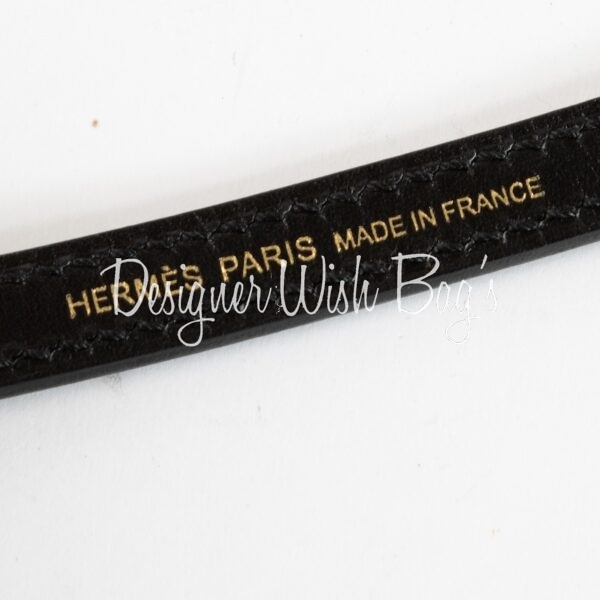 HERMÈS PARIS MADE IN FRANCE
Designer Wish Bag's